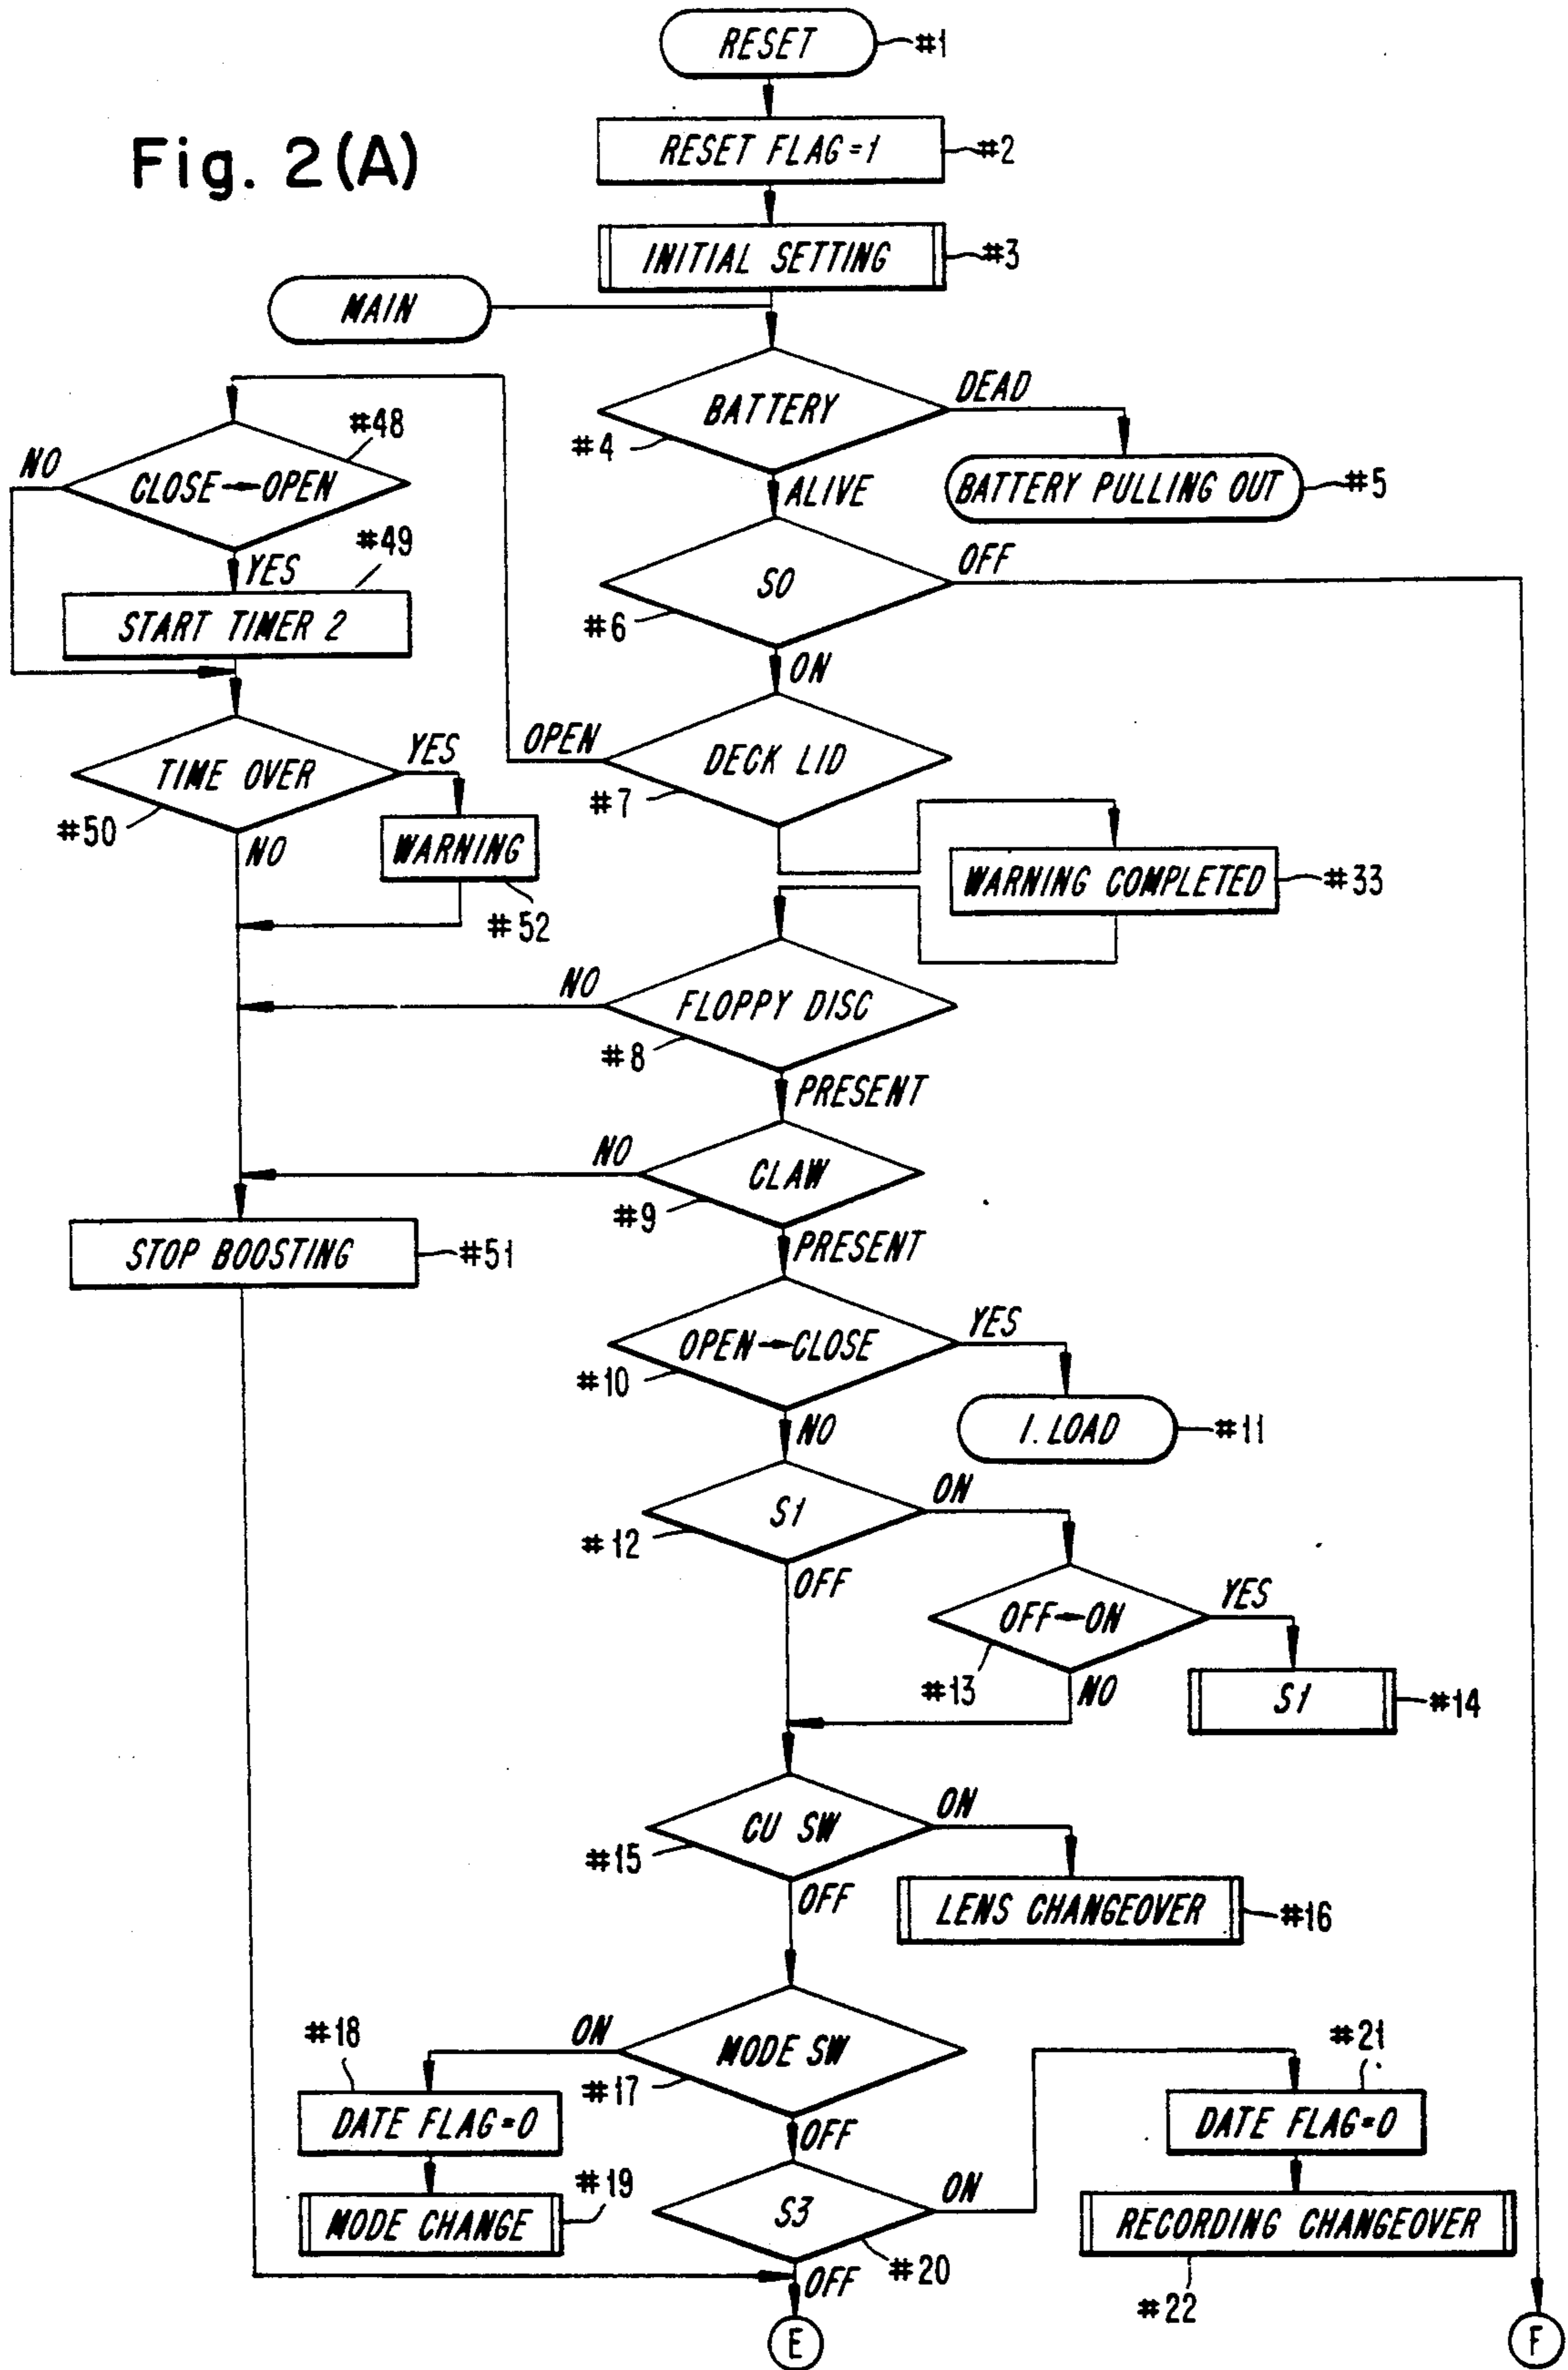 RESET
#1
Fig. 2(A)
RESET FLAG=1
#2
INITIAL SETTING
#3
MAIN
BATTERY
DEAD
#4
#48
NO
CLOSE→OPEN
ALIVE
BATTERY PULLING OUT
#5
#49
YES
START TIMER 2
S0
OFF
#6
ON
TIME OVER
YES
OPEN
DECK LID
#7
#50
NO
WARNING
#52
WARNING COMPLETED
#33
NO
FLOPPY DISC
#8
PRESENT
NO
CLAW
#9
STOP BOOSTING
#51
PRESENT
OPEN→CLOSE
YES
#10
NO
I. LOAD
#11
S1
ON
#12
OFF
OFF→ON
YES
#13
NO
S1
#14
CU SW
ON
#15
OFF
LENS CHANGEOVER
#16
#18
ON
MODE SW
#21
#17
DATE FLAG=0
OFF
DATE FLAG=0
#19
MODE CHANGE
S3
ON
RECORDING CHANGEOVER
#20
OFF
#22
E
F